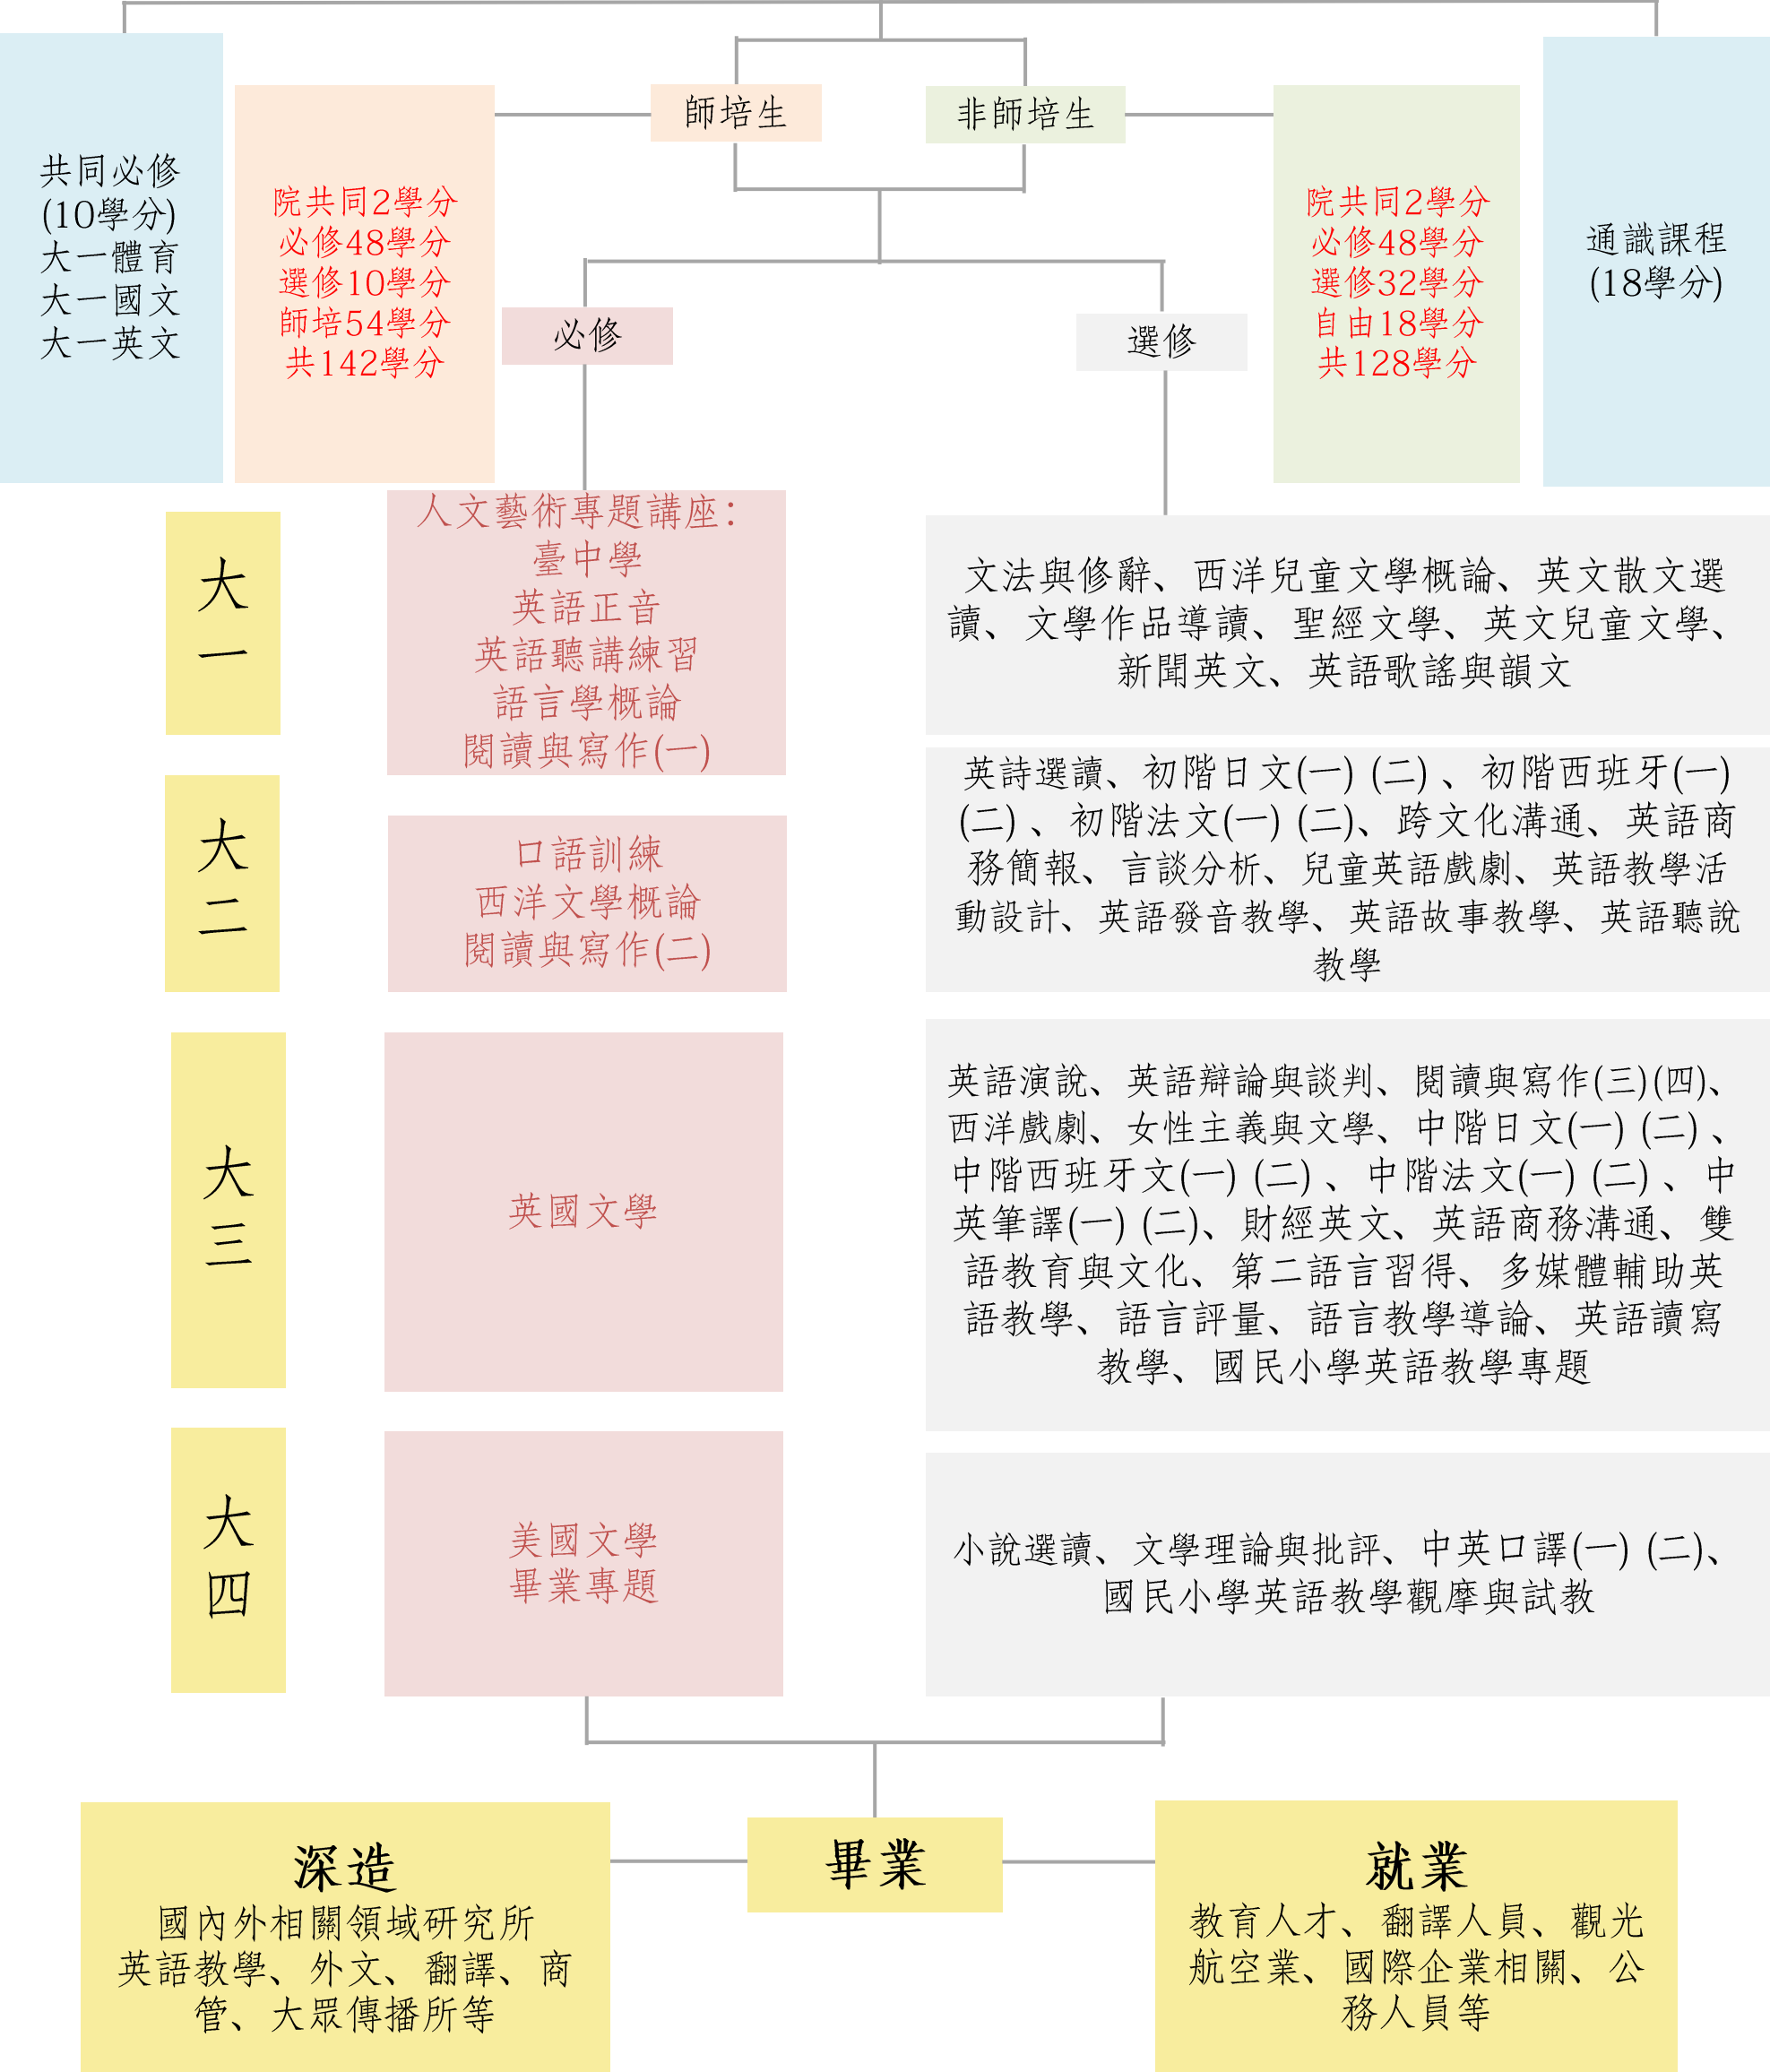 師培生
非師培生
共同必修
(10學分)
大一體育
大一國文
大一英文
院共同2學分
必修48學分
選修10學分
師培54學分
共142學分
院共同2學分
必修48學分
選修32學分
自由18學分
共128學分
通識課程
(18學分)
必修
選修
大
一
人文藝術專題講座:
臺中學
英語正音
英語聽講練習
語言學概論
閱讀與寫作(一)
文法與修辭、西洋兒童文學概論、英文散文選
讀、文學作品導讀、聖經文學、英文兒童文學、
新聞英文、英語歌謠與韻文
大
二
口語訓練
西洋文學概論
閱讀與寫作(二)
英詩選讀、初階日文(一) (二) 、初階西班牙(一)
(二) 、初階法文(一) (二)、跨文化溝通、英語商
務簡報、言談分析、兒童英語戲劇、英語教學活
動設計、英語發音教學、英語故事教學、英語聽說
教學
大
三
英國文學
英語演說、英語辯論與談判、閱讀與寫作(三)(四)、
西洋戲劇、女性主義與文學、中階日文(一) (二) 、
中階西班牙文(一) (二) 、中階法文(一) (二) 、中
英筆譯(一) (二)、財經英文、英語商務溝通、雙
語教育與文化、第二語言習得、多媒體輔助英
語教學、語言評量、語言教學導論、英語讀寫
教學、國民小學英語教學專題
大
四
美國文學
畢業專題
小說選讀、文學理論與批評、中英口譯(一) (二)、
國民小學英語教學觀摩與試教
深造
國內外相關領域研究所
英語教學、外文、翻譯、商
管、大眾傳播所等
畢業
就業
教育人才、翻譯人員、觀光
航空業、國際企業相關、公
務人員等